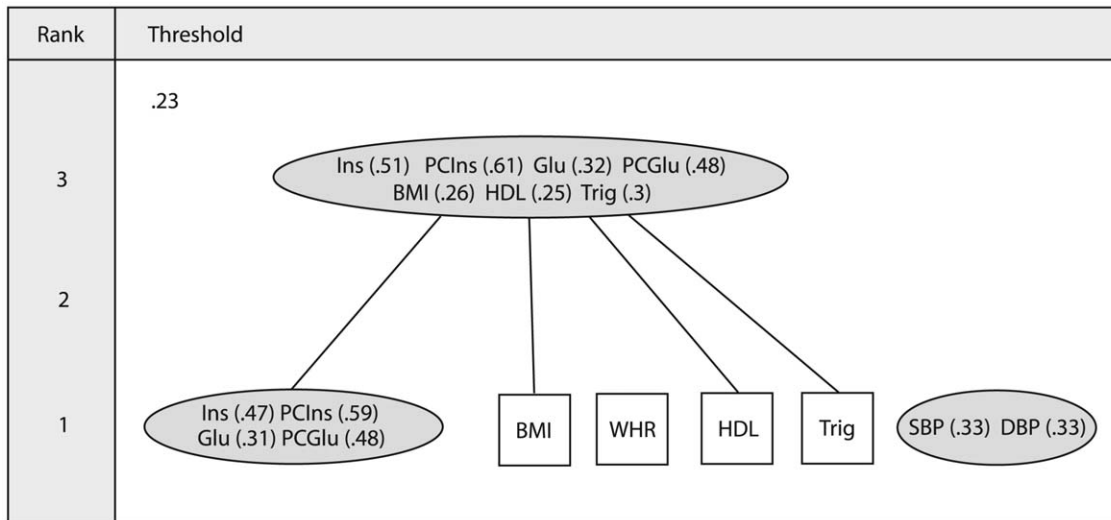 Rank Threshold
.23
3
Ins (.51) PCIns (.61) Glu (.32) PCGlu (.48)
BMI (.26) HDL (.25) Trig (.3)
2
1
Ins (.47) PCIns (.59)
Glu (.31) PCGlu (.48)
BMI
WHR
HDL
Trig
SBP (.33) DBP (.33)